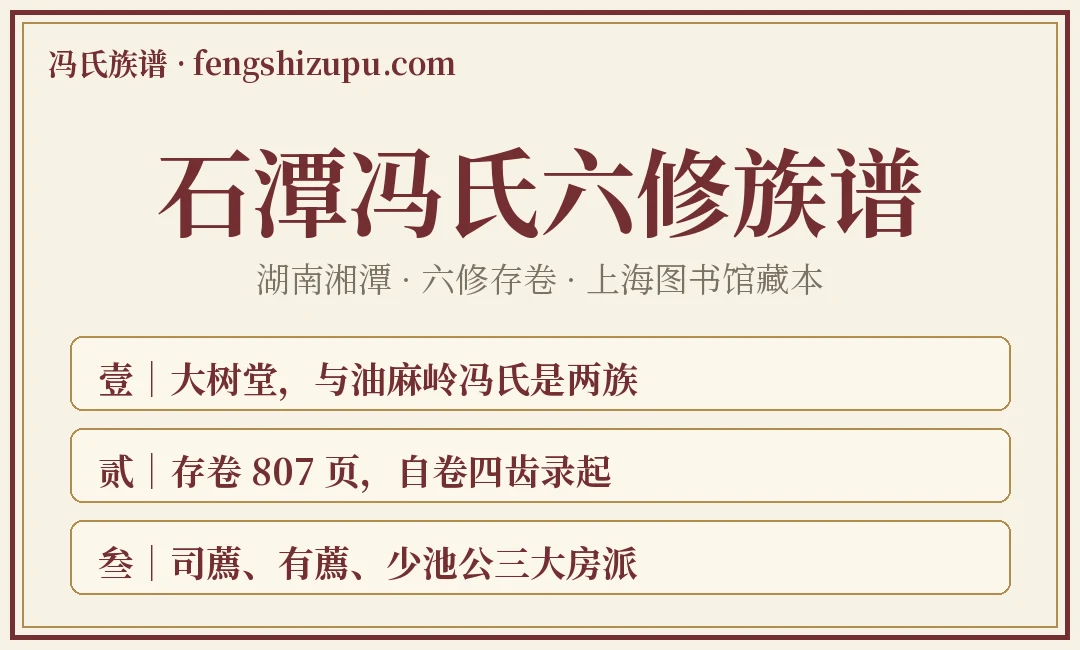 冯氏族谱 · fengshizupu.com
石潭冯氏六修族谱
湖南湘潭 · 六修存卷 · 上海图书馆藏本
壹｜大树堂，与油麻岭冯氏是两族
贰｜存卷 807 页，自卷四齿录起
叁｜司薦、有薦、少池公三大房派